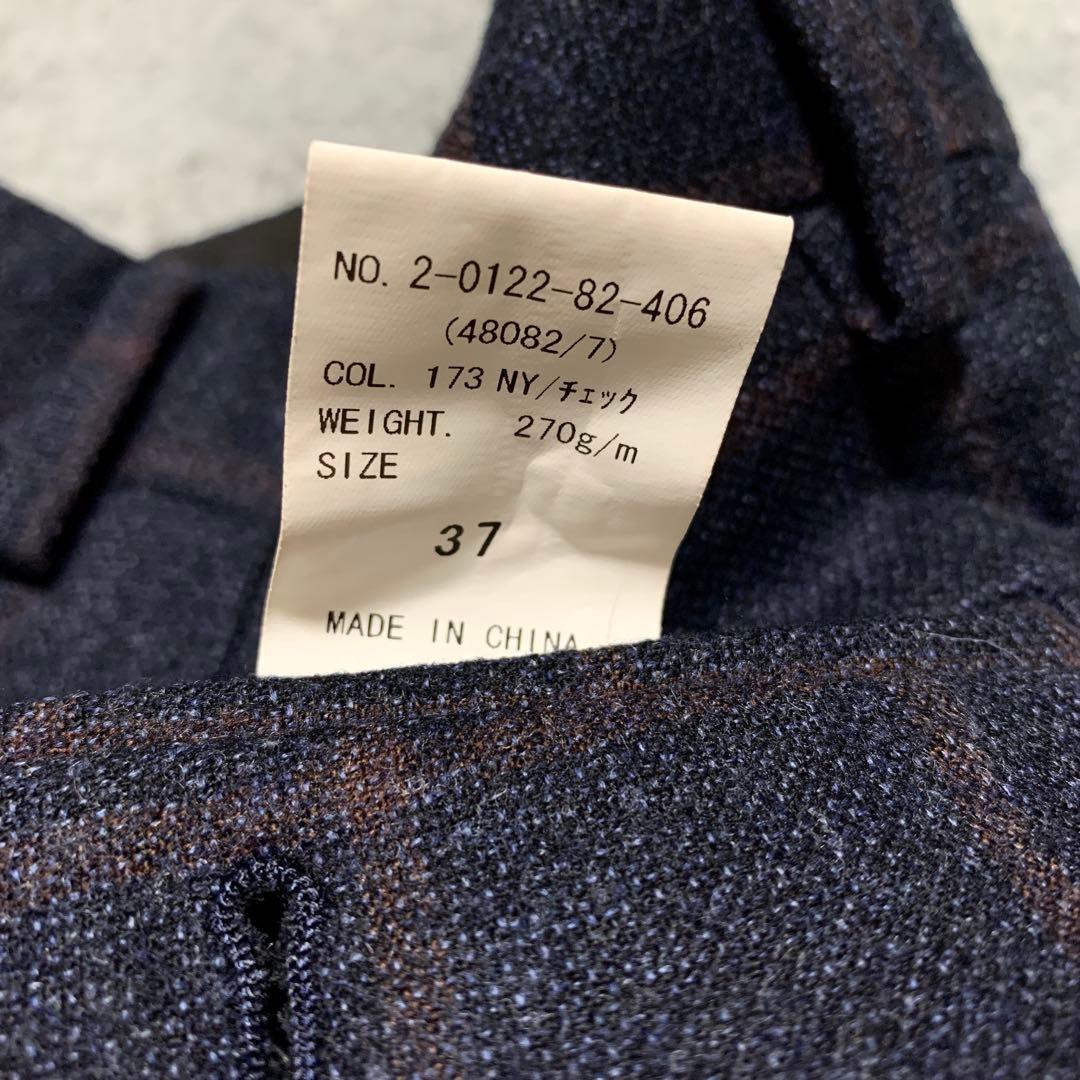 NO. 2-0122-82-406
(48082/7)
COL. 173 NY/チェック
WEIGHT. 270g/m
SIZE
37
MADE IN CHINA